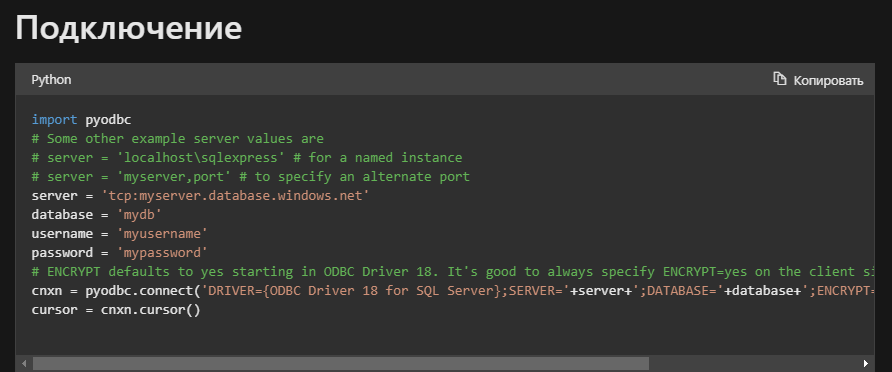 Подключение
Python
Копировать
import pyodbc
# Some other example server values are
# server = 'localhost\sqlexpress' # for a named instance
# server = 'myserver,port' # to specify an alternate port
server = 'tcp:myserver.database.windows.net'
database = 'mydb'
username = 'myusername'
password = 'mypassword'
# ENCRYPT defaults to yes starting in ODBC Driver 18. It's good to always specify ENCRYPT=yes on the client si
cnxn = pyodbc.connect('DRIVER={ODBC Driver 18 for SQL Server};SERVER='+server+';DATABASE='+database+';ENCRYPT=
cursor = cnxn.cursor()